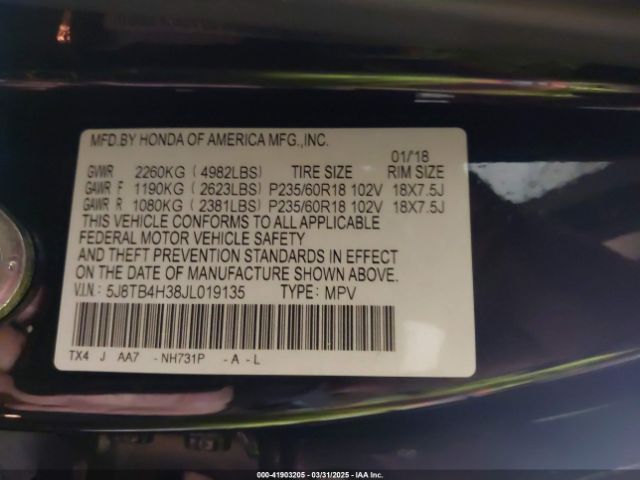 MFD.BY HONDA OF AMERICA MFG.,INC.
01/'18
GVWR 2260KG (4982LBS) TIRE SIZE RIM SIZE
GAWR F 1190KG (2623LBS) P235/60R18 102V 18X7.5J
GAWR R 1080KG (2381LBS) P235/60R18 102V 18X7.5J
THIS VEHICLE CONFORMS TO ALL APPLICABLE
FEDERAL MOTOR VEHICLE SAFETY
AND THEFT PREVENTION STANDARDS IN EFFECT
ON THE DATE OF MANUFACTURE SHOWN ABOVE.
V.I.N.: 5J8TB4H38JL019135 TYPE: MPV
TX4 J AA7 - NH731P - A - L
000-41903205 - 03/31/2025 - IAA Inc.